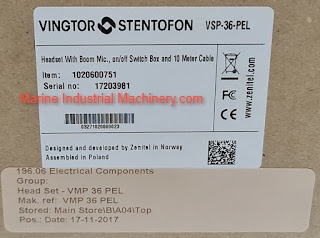 VINGTOR STENTOFON VSP-36-PEL
Headset With Boom Mic., on/off Switch Box and 10 Meter Cable
Item: 1020600751
Serial no: 17203981
Marine Industrial Machinery.com
03271020600023
www.zenitel.com
Designed and developed by Zenitel in Norway
Assembled in Poland
196.06 Electrical Components
Group:
Head Set - VMP 36 PEL
Mak. ref: VMP 36 PEL
Stored: Main Store\B\A04\Top
Pos.: Date: 17-11-2017